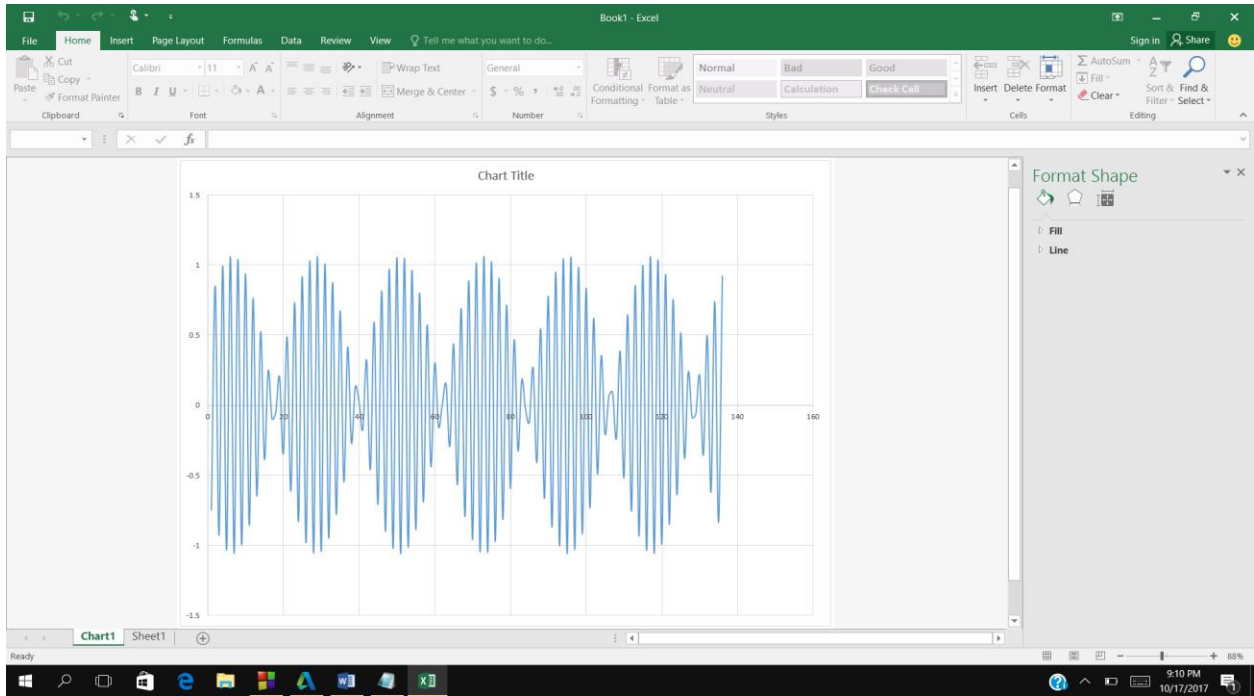 Book1 - Excel
File Home Insert Page Layout Formulas Data Review View Tell me what you want to do... Sign in Share
Cut
Copy
Format Painter
Paste
Clipboard
Calibri 11 A A
B I U A
Font
Wrap Text
Merge & Center
Alignment
General
$ % ,
Number
Conditional Formatting
Format as Table
Normal Bad Good
Neutral Calculation Check Cell
Styles
Insert Delete Format
Cells
AutoSum
Fill
Clear
Sort & Filter
Find & Select
Editing
fx
Chart Title
1.5
1
0.5
0
-0.5
-1
-1.5
0 20 40 60 80 100 120 140 160
Format Shape
Fill
Line
Chart1 Sheet1
Ready
88%
9:10 PM
10/17/2017